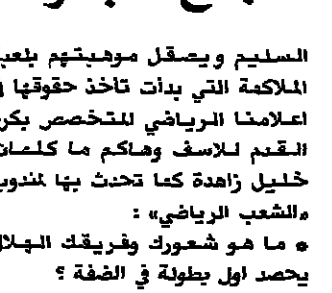 السليم ويصقل موهبتهم بلعب
الملاكمة التي بدأت تأخذ حقوقها
اعلامنا الرياضي المتخصص بكر
القدم للاسف وهاكم ما كلمات
خليل زاهدة كما تحدث بها لمندوب
«الشعب الرياضي» :
● ما هو شعورك وفريقك الهلال
يحصد اول بطولة في الضفة ؟